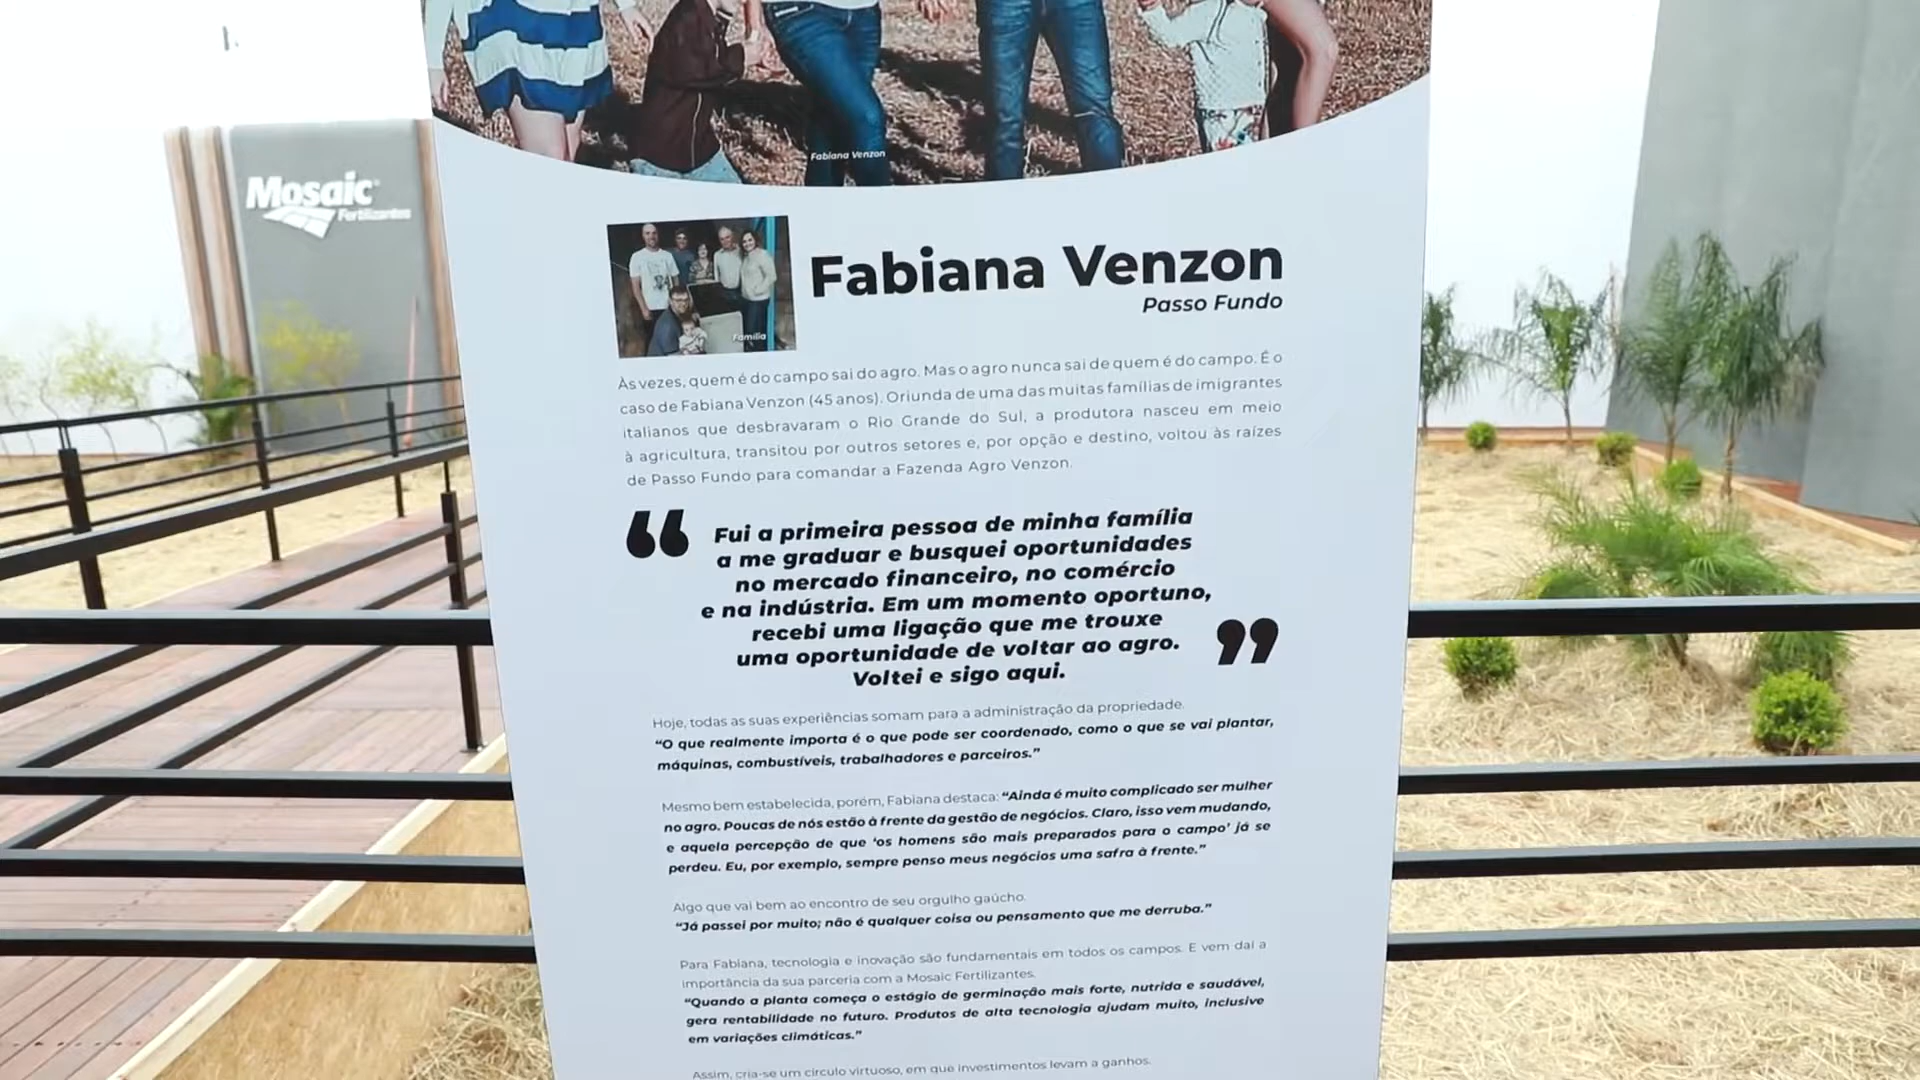 Fabiana Venzon
Mosaic
Fertilizantes
Família
Fabiana Venzon
Passo Fundo
Às vezes, quem é do campo sai do agro. Mas o agro nunca sai de quem é do campo. É o
caso de Fabiana Venzon (45 anos). Oriunda de uma das muitas famílias de imigrantes
italianos que desbravaram o Rio Grande do Sul, a produtora nasceu em meio
à agricultura, transitou por outros setores e, por opção e destino, voltou às raízes
de Passo Fundo para comandar a Fazenda Agro Venzon.
“ Fui a primeira pessoa de minha família
a me graduar e busquei oportunidades
no mercado financeiro, no comércio
e na indústria. Em um momento oportuno,
recebi uma ligação que me trouxe
uma oportunidade de voltar ao agro.
Voltei e sigo aqui. ”
Hoje, todas as suas experiências somam para a administração da propriedade.
“O que realmente importa é o que pode ser coordenado, como o que se vai plantar,
máquinas, combustíveis, trabalhadores e parceiros.”
Mesmo bem estabelecida, porém, Fabiana destaca: “Ainda é muito complicado ser mulher
no agro. Poucas de nós estão à frente da gestão de negócios. Claro, isso vem mudando,
e aquela percepção de que ‘os homens são mais preparados para o campo’ já se
perdeu. Eu, por exemplo, sempre penso meus negócios uma safra à frente.”
Algo que vai bem ao encontro de seu orgulho gaúcho.
“Já passei por muito; não é qualquer coisa ou pensamento que me derruba.”
Para Fabiana, tecnologia e inovação são fundamentais em todos os campos. E vem daí a
importância da sua parceria com a Mosaic Fertilizantes.
“Quando a planta começa o estágio de germinação mais forte, nutrida e saudável,
gera rentabilidade no futuro. Produtos de alta tecnologia ajudam muito, inclusive
em variações climáticas.”
Assim, cria-se um círculo virtuoso, em que investimentos levam a ganhos.